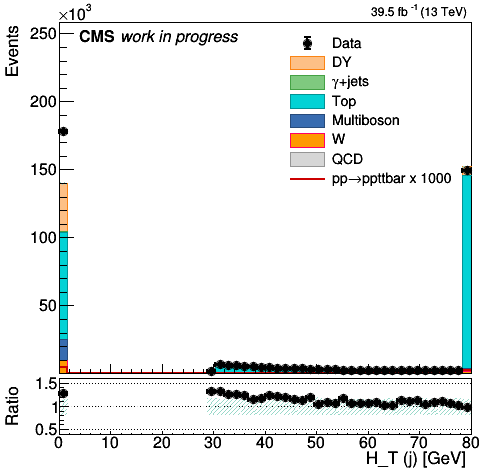 ×10³
39.5 fb⁻¹ (13 TeV)
Events
250
CMS work in progress
Data
DY
γ+jets
Top
Multiboson
W
QCD
pp→ppttbar x 1000
200
150
100
50
Ratio
1.5
1
0.5
0 10 20 30 40 50 60 70 80
H_T (j) [GeV]